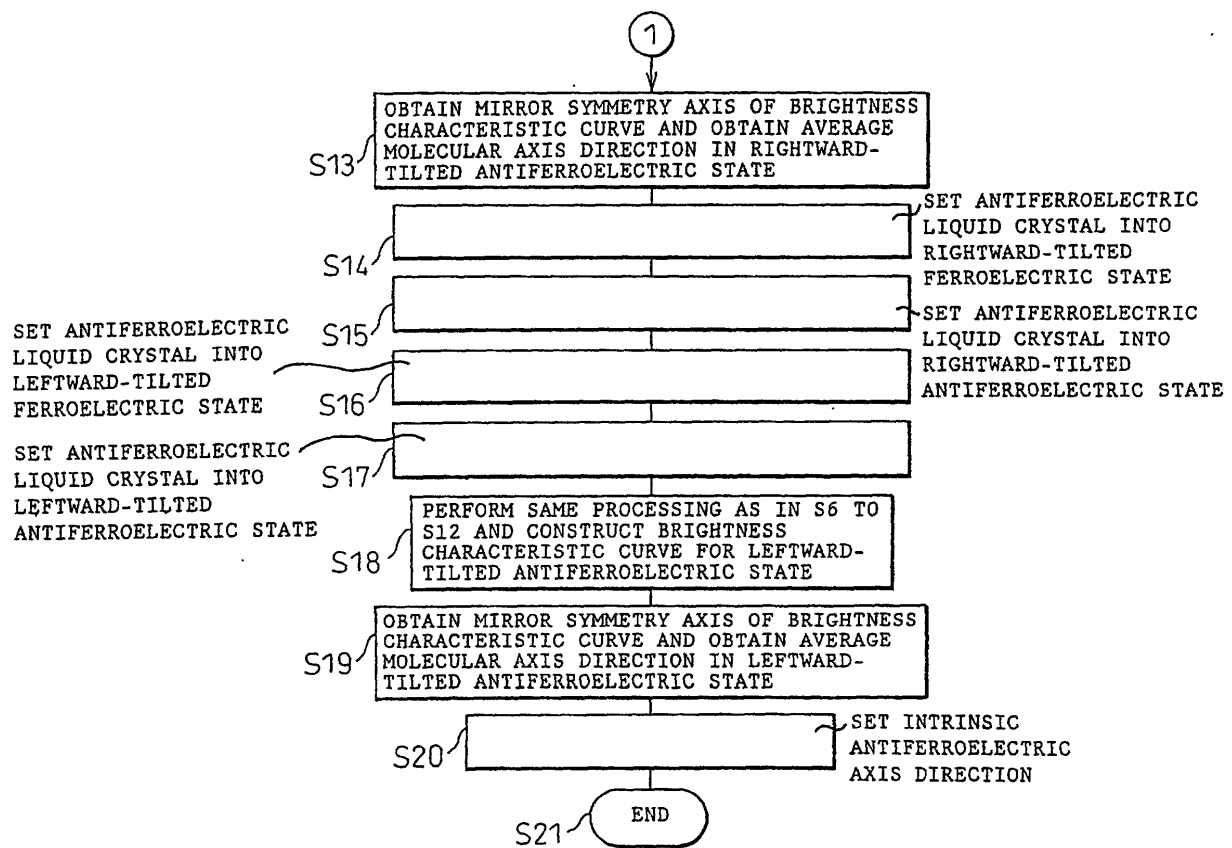 1
OBTAIN MIRROR SYMMETRY AXIS OF BRIGHTNESS
CHARACTERISTIC CURVE AND OBTAIN AVERAGE
MOLECULAR AXIS DIRECTION IN RIGHTWARD-
TILTED ANTIFERROELECTRIC STATE
S13
SET ANTIFERROELECTRIC
LIQUID CRYSTAL INTO
RIGHTWARD-TILTED
FERROELECTRIC STATE
S14
SET ANTIFERROELECTRIC
LIQUID CRYSTAL INTO
RIGHTWARD-TILTED
ANTIFERROELECTRIC STATE
S15
SET ANTIFERROELECTRIC
LIQUID CRYSTAL INTO
LEFTWARD-TILTED
FERROELECTRIC STATE
S16
SET ANTIFERROELECTRIC
LIQUID CRYSTAL INTO
LEFTWARD-TILTED
ANTIFERROELECTRIC STATE
S17
PERFORM SAME PROCESSING AS IN S6 TO
S12 AND CONSTRUCT BRIGHTNESS
CHARACTERISTIC CURVE FOR LEFTWARD-
TILTED ANTIFERROELECTRIC STATE
S18
OBTAIN MIRROR SYMMETRY AXIS OF BRIGHTNESS
CHARACTERISTIC CURVE AND OBTAIN AVERAGE
MOLECULAR AXIS DIRECTION IN LEFTWARD-
TILTED ANTIFERROELECTRIC STATE
S19
SET INTRINSIC
ANTIFERROELECTRIC
AXIS DIRECTION
S20
END
S21